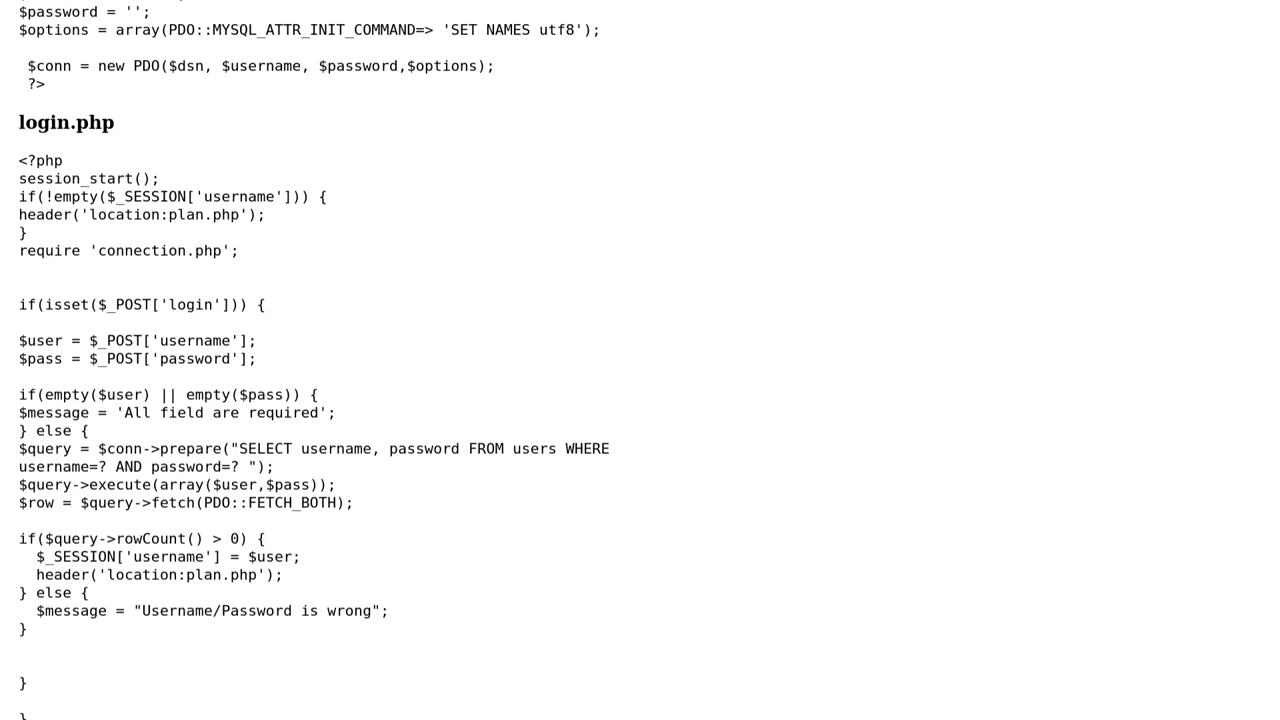 $password = '';
$options = array(PDO::MYSQL_ATTR_INIT_COMMAND=> 'SET NAMES utf8');
$conn = new PDO($dsn, $username, $password,$options);
?>
login.php
<?php
session_start();
if(!empty($_SESSION['username'])) {
header('location:plan.php');
}
require 'connection.php';
if(isset($_POST['login'])) {
$user = $_POST['username'];
$pass = $_POST['password'];
if(empty($user) || empty($pass)) {
$message = 'All field are required';
} else {
$query = $conn->prepare("SELECT username, password FROM users WHERE
username=? AND password=? ");
$query->execute(array($user,$pass));
$row = $query->fetch(PDO::FETCH_BOTH);
if($query->rowCount() > 0) {
  $_SESSION['username'] = $user;
  header('location:plan.php');
} else {
  $message = "Username/Password is wrong";
}
}
}